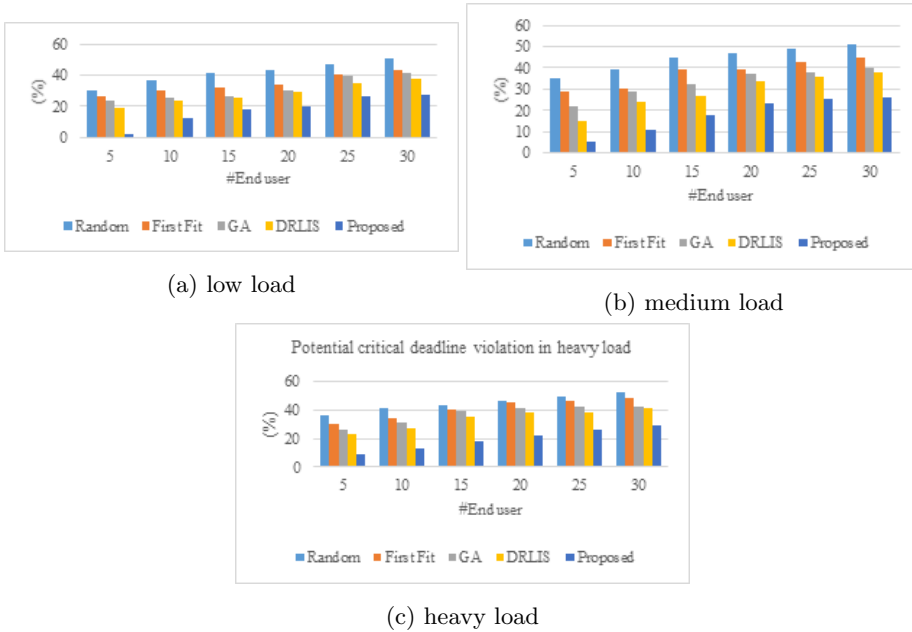 60
40
20
0
(%)
5 10 15 20 25 30
#End user
Random First Fit GA DRLIS Proposed
(a) low load
60
50
40
30
20
10
0
(%)
5 10 15 20 25 30
#End user
Random First Fit GA DRLIS Proposed
(b) medium load
Potential critical deadline violation in heavy load
60
40
20
0
(%)
5 10 15 20 25 30
#End user
Random First Fit GA DRLIS Proposed
(c) heavy load